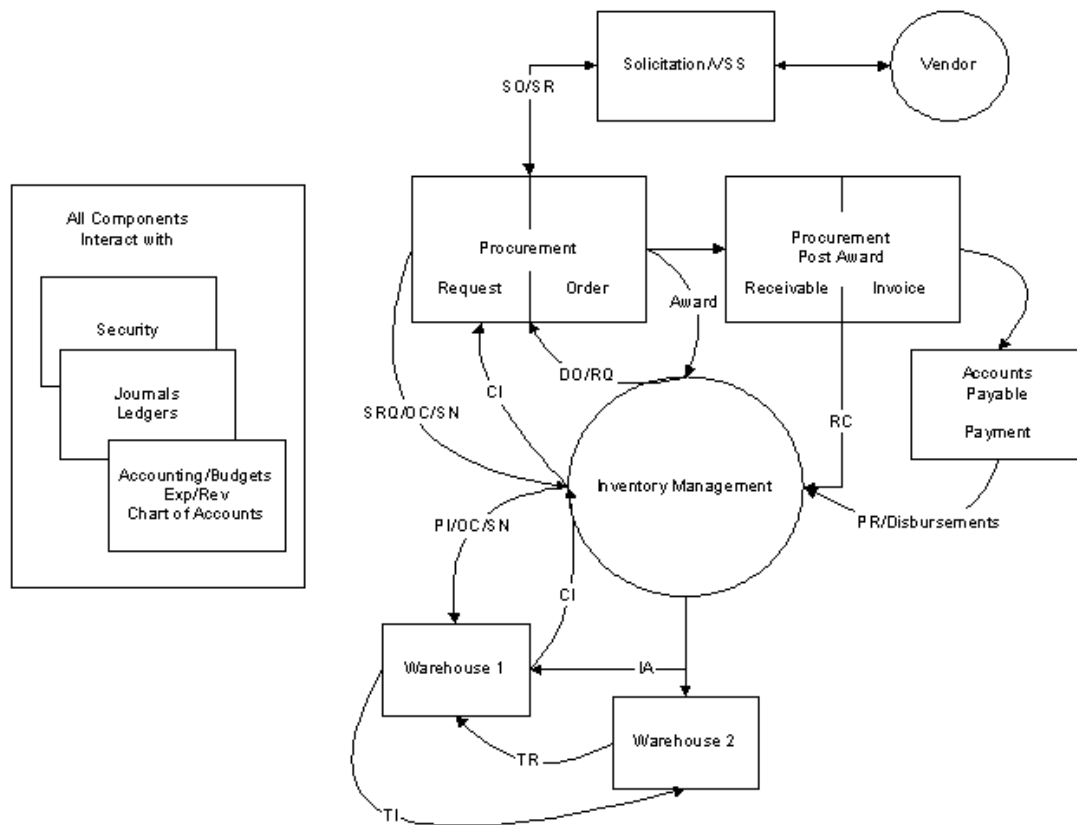 Solicitation A/SS
Vendor
SO/SR
All Components
Interact with
Procurement
Request
Order
Procurement
Post Award
Receivable
Invoice
Security
Award
Journals
Ledgers
DO/RQ
Accounts
Payable
Payment
CI
SRQ/OC/SN
RC
Accounting/Budgets
Exp/Rev
Chart of Accounts
Inventory Management
PI/OC/SN
PR/Disbursements
CI
Warehouse 1
IA
Warehouse 2
TR
TI